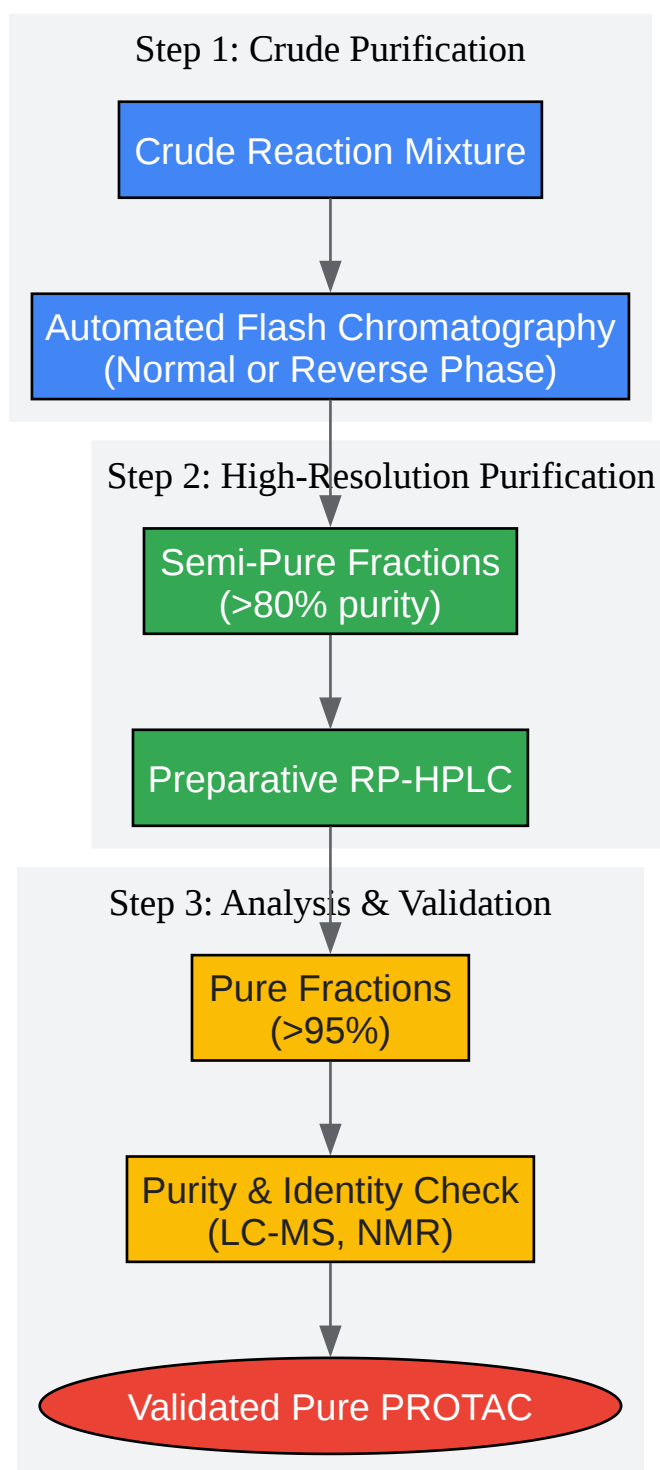 Step 1: Crude Purification
Crude Reaction Mixture
Automated Flash Chromatography
(Normal or Reverse Phase)
Step 2: High-Resolution Purification
Semi-Pure Fractions
(>80% purity)
Preparative RP-HPLC
Step 3: Analysis & Validation
Pure Fractions
(>95%)
Purity & Identity Check
(LC-MS, NMR)
Validated Pure PROTAC